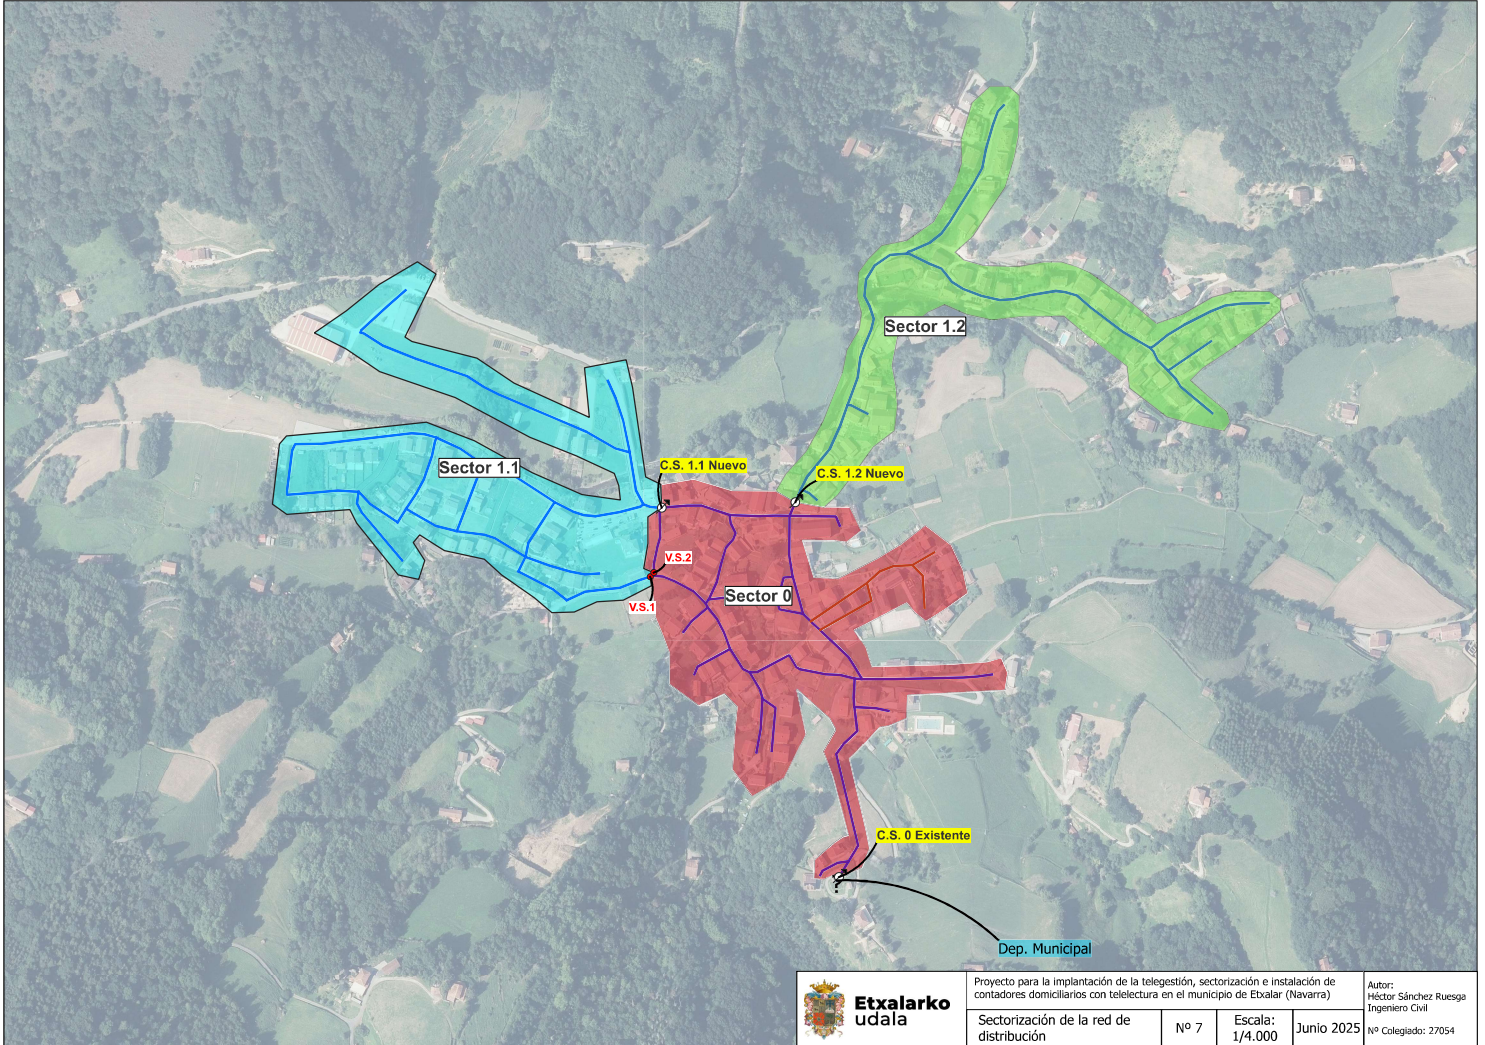 Sector 1.2
Sector 1.1
C.S. 1.1 Nuevo
C.S. 1.2 Nuevo
V.S.2
Sector 0
V.S.1
C.S. 0 Existente
Dep. Municipal
Etxalarko
udala
Proyecto para la implantación de la telegestión, sectorización e instalación de
contadores domiciliarios con telelectura en el municipio de Etxalar (Navarra)
Sectorización de la red de
distribución
Nº 7
Escala:
1/4.000
Junio 2025
Autor:
Héctor Sánchez Ruesga
Ingeniero Civil
Nº Colegiado: 27054